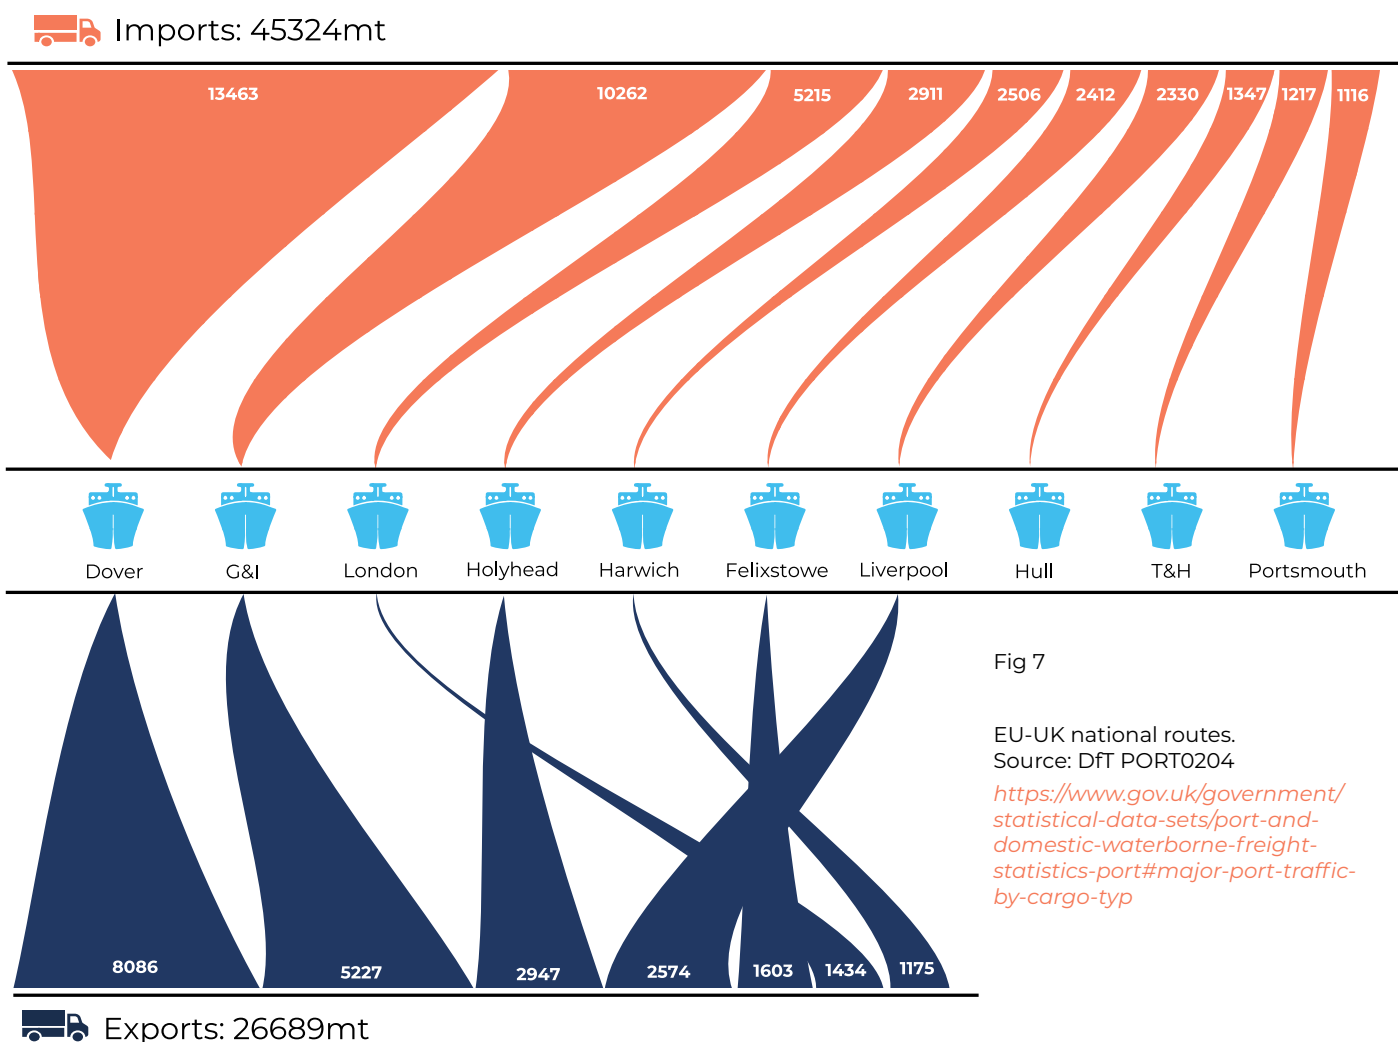 Imports: 45324mt
13463
10262
5215
2911
2506
2412
2330
1347
1217
1116
Dover
G&I
London
Holyhead
Harwich
Felixstowe
Liverpool
Hull
T&H
Portsmouth
Fig 7
EU-UK national routes.
Source: DfT PORT0204
https://www.gov.uk/government/
statistical-data-sets/port-and-
domestic-waterborne-freight-
statistics-port#major-port-traffic-
by-cargo-typ
8086
5227
2947
2574
1603
1434
1175
Exports: 26689mt